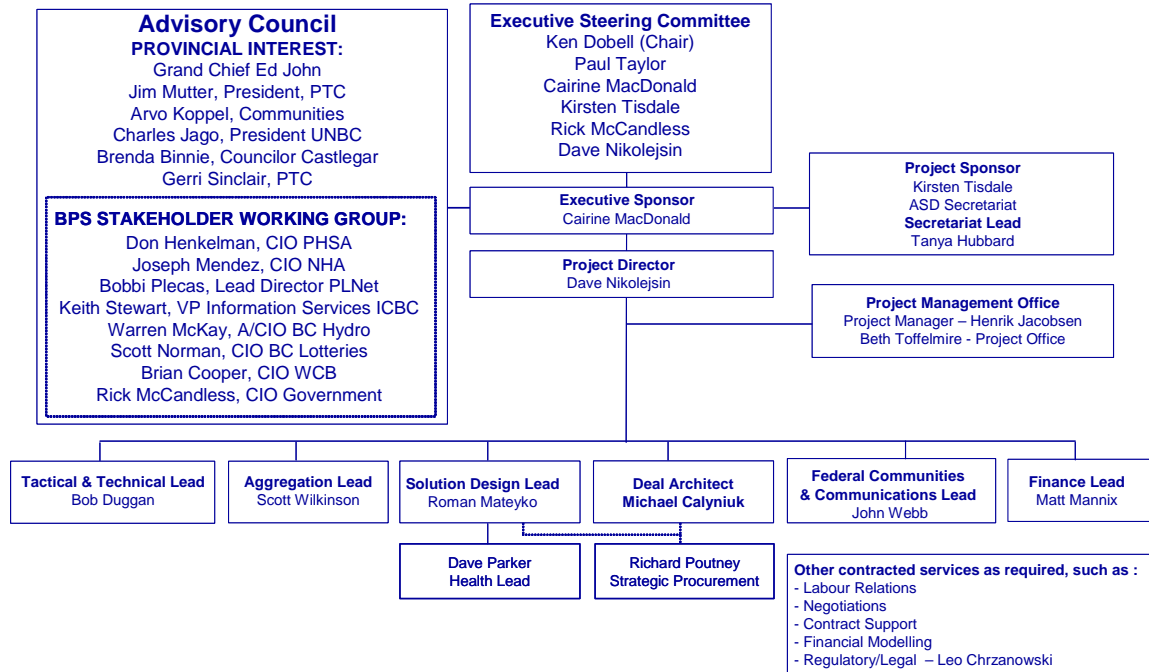 Advisory Council
PROVINCIAL INTEREST:
Grand Chief Ed John
Jim Mutter, President, PTC
Arvo Koppel, Communities
Charles Jago, President UNBC
Brenda Binnie, Councilor Castlegar
Gerri Sinclair, PTC
BPS STAKEHOLDER WORKING GROUP:
Don Henkelman, CIO PHSA
Joseph Mendez, CIO NHA
Bobbi Plecas, Lead Director PLNet
Keith Stewart, VP Information Services ICBC
Warren McKay, A/CIO BC Hydro
Scott Norman, CIO BC Lotteries
Brian Cooper, CIO WCB
Rick McCandless, CIO Government
Executive Steering Committee
Ken Dobell (Chair)
Paul Taylor
Cairine MacDonald
Kirsten Tisdale
Rick McCandless
Dave Nikolejsin
Executive Sponsor
Cairine MacDonald
Project Sponsor
Kirsten Tisdale
ASD Secretariat
Secretariat Lead
Tanya Hubbard
Project Director
Dave Nikolejsin
Project Management Office
Project Manager – Henrik Jacobsen
Beth Toffelmire - Project Office
Tactical & Technical Lead
Bob Duggan
Aggregation Lead
Scott Wilkinson
Solution Design Lead
Roman Mateyko
Deal Architect
Michael Calyniuk
Federal Communities
& Communications Lead
John Webb
Finance Lead
Matt Mannix
Dave Parker
Health Lead
Richard Poutney
Strategic Procurement
Other contracted services as required, such as :
- Labour Relations
- Negotiations
- Contract Support
- Financial Modelling
- Regulatory/Legal – Leo Chrzanowski